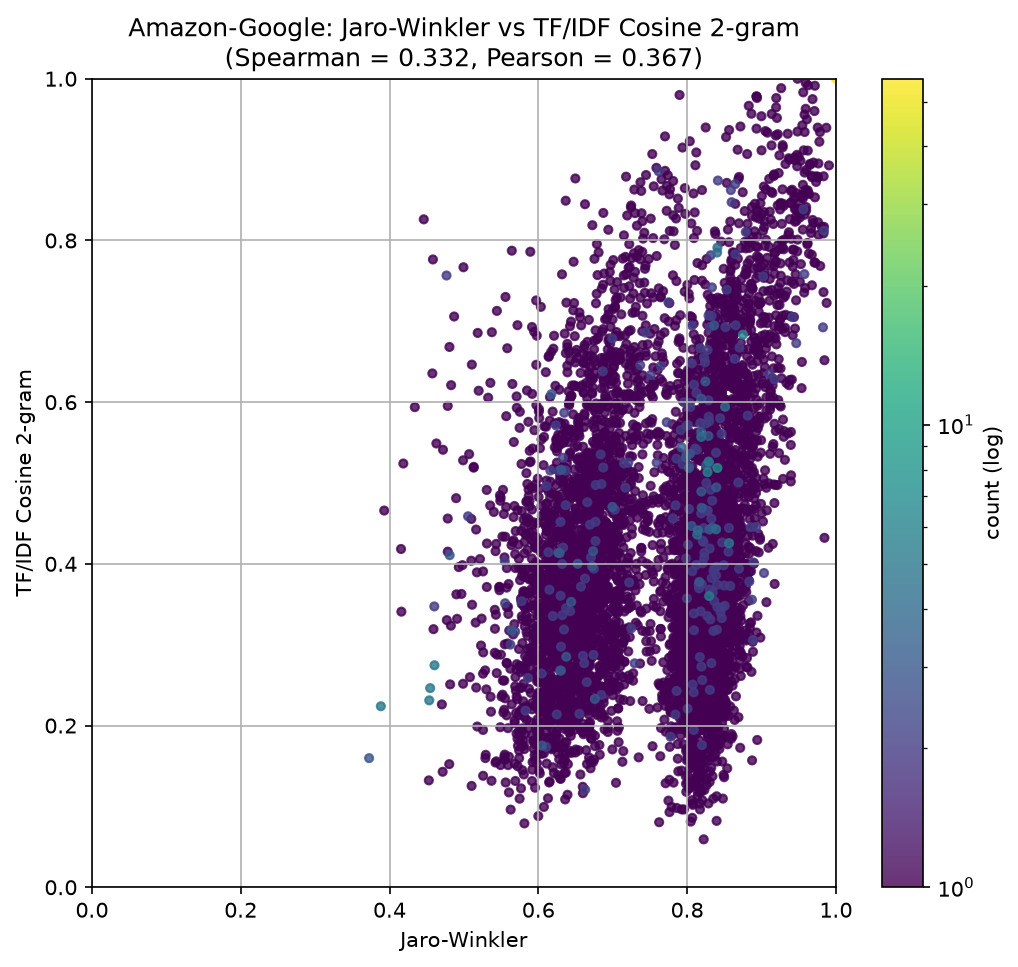 Amazon-Google: Jaro-Winkler vs TF/IDF Cosine 2-gram
(Spearman = 0.332, Pearson = 0.367)
1.0
0.8
0.6
0.4
0.2
0.0
TF/IDF Cosine 2-gram
0.0 0.2 0.4 0.6 0.8 1.0
Jaro-Winkler
10¹
10⁰
count (log)